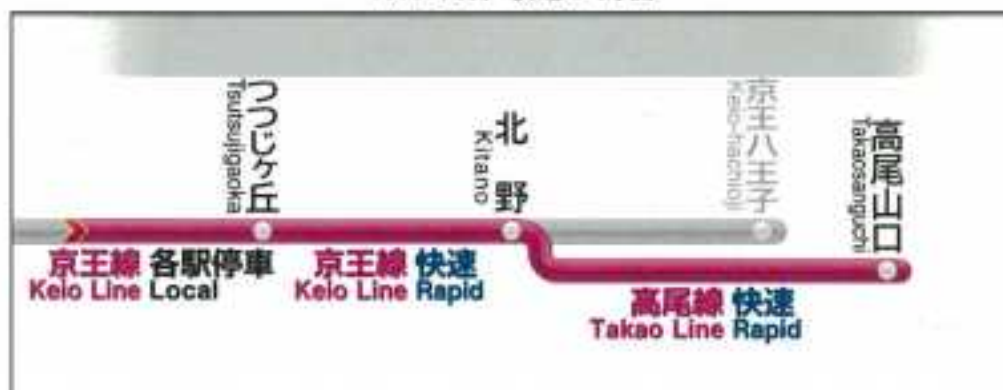 つつじヶ丘
Tsutsujigaoka
北野
Kitano
京王八王子
Keio-hachioji
高尾山口
Takaosanguchi
京王線 各駅停車
Keio Line Local
京王線 快速
Keio Line Rapid
高尾線 快速
Takao Line Rapid